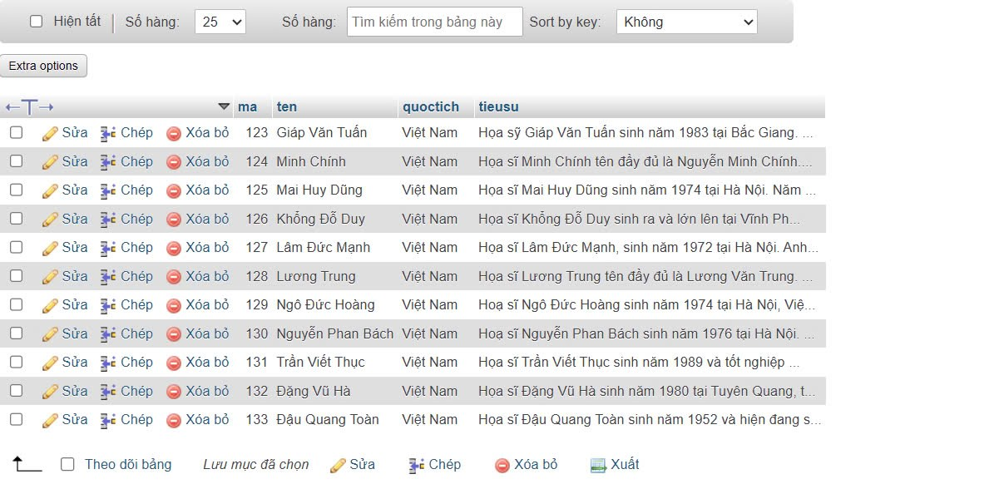 Hiện tất Số hàng: 25 Số hàng: Tìm kiếm trong bảng này Sort by key: Không
Extra options
ma ten quoctich tieusu
Sửa Chép Xóa bỏ 123 Giáp Văn Tuấn Việt Nam Họa sỹ Giáp Văn Tuấn sinh năm 1983 tại Bắc Giang. ...
Sửa Chép Xóa bỏ 124 Minh Chính Việt Nam Họa sĩ Minh Chính tên đầy đủ là Nguyễn Minh Chính....
Sửa Chép Xóa bỏ 125 Mai Huy Dũng Việt Nam Họa sĩ Mai Huy Dũng sinh năm 1974 tại Hà Nội. Năm ...
Sửa Chép Xóa bỏ 126 Khổng Đỗ Duy Việt Nam Họa sĩ Khổng Đỗ Duy sinh ra và lớn lên tại Vĩnh Ph...
Sửa Chép Xóa bỏ 127 Lâm Đức Mạnh Việt Nam Họa sĩ Lâm Đức Mạnh, sinh năm 1972 tại Hà Nội. Anh...
Sửa Chép Xóa bỏ 128 Lương Trung Việt Nam Họa sĩ Lương Trung tên đầy đủ là Lương Văn Trung. ...
Sửa Chép Xóa bỏ 129 Ngô Đức Hoàng Việt Nam Họa sĩ Ngô Đức Hoàng sinh năm 1974 tại Hà Nội, Việ...
Sửa Chép Xóa bỏ 130 Nguyễn Phan Bách Việt Nam Họa sĩ Nguyễn Phan Bách sinh năm 1976 tại Hà Nội. ...
Sửa Chép Xóa bỏ 131 Trần Viết Thục Việt Nam Họa sĩ Trần Viết Thục sinh năm 1989 và tốt nghiệp ...
Sửa Chép Xóa bỏ 132 Đặng Vũ Hà Việt Nam Họa sĩ Đặng Vũ Hà sinh năm 1980 tại Tuyên Quang, t...
Sửa Chép Xóa bỏ 133 Đậu Quang Toàn Việt Nam Họa sĩ Đậu Quang Toàn sinh năm 1952 và hiện đang s...
Theo dõi bảng Lưu mục đã chọn Sửa Chép Xóa bỏ Xuất